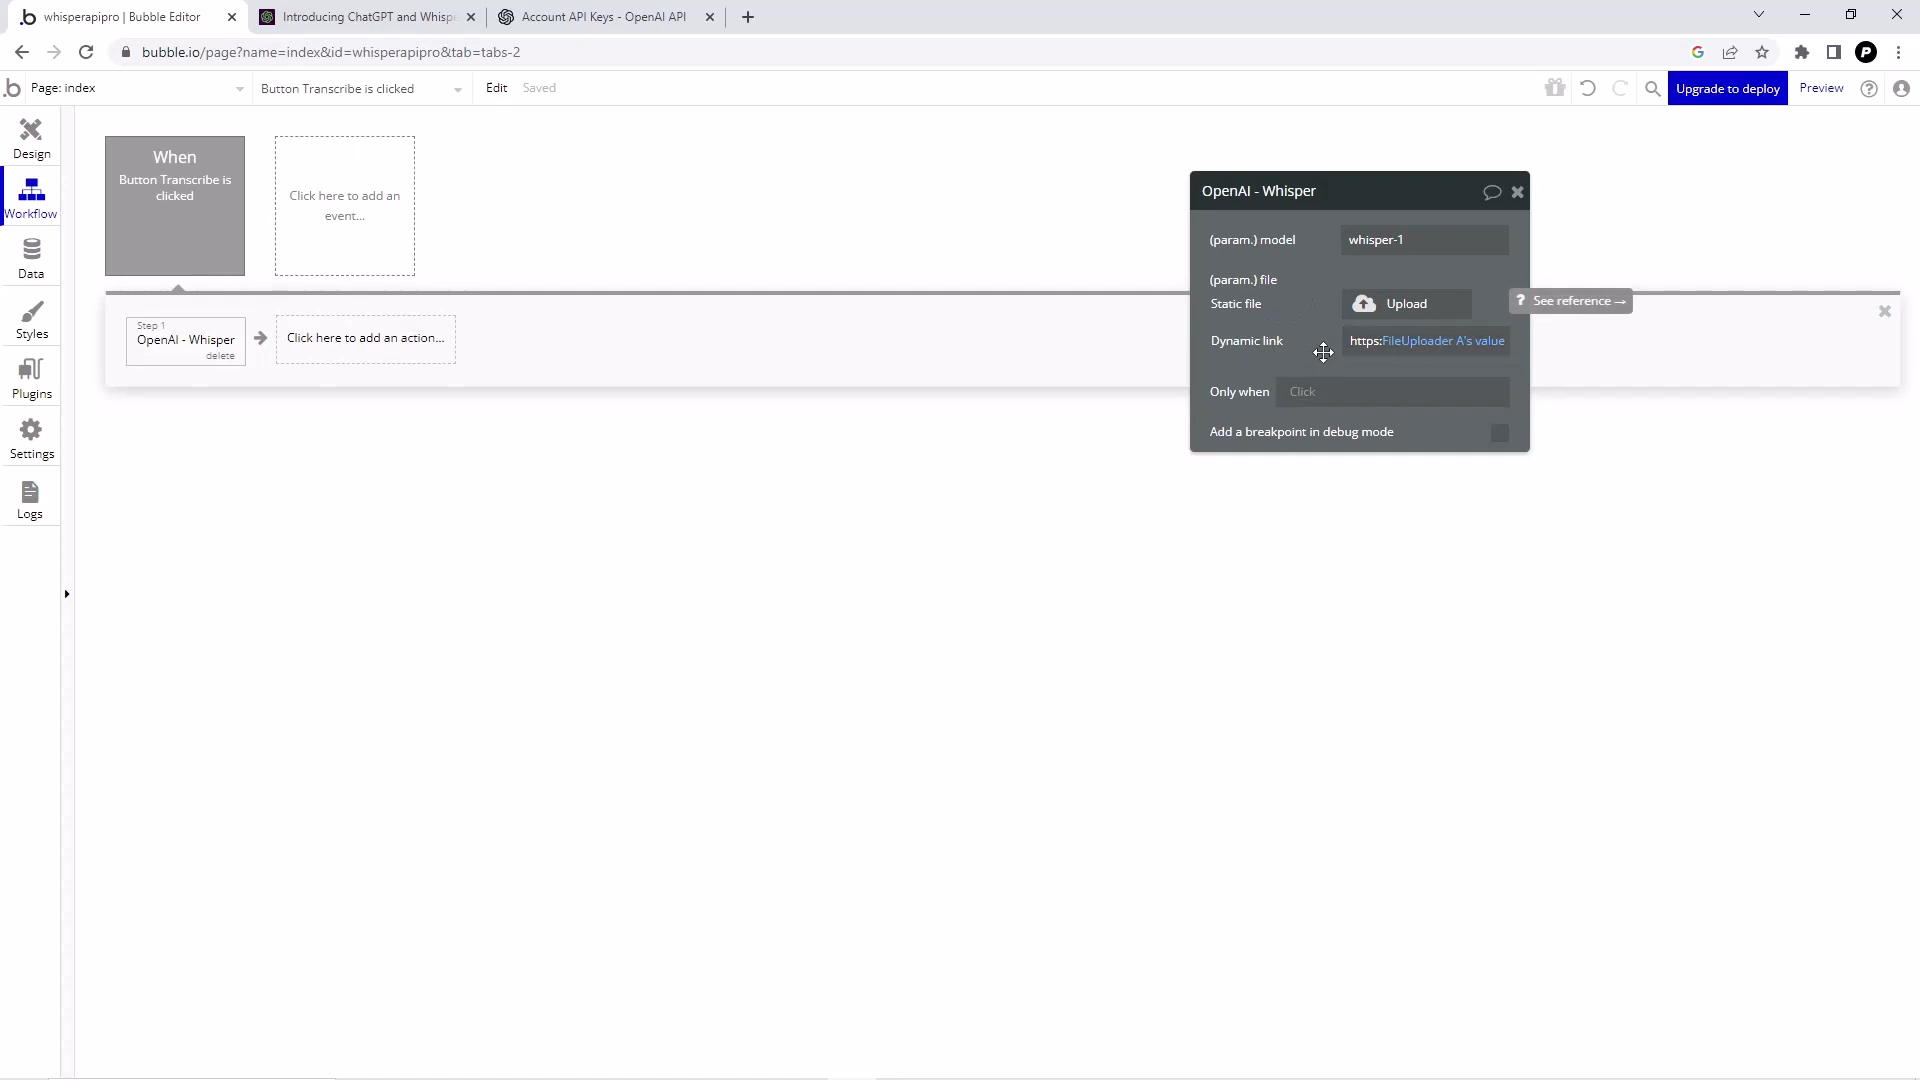 whisperapipro | Bubble Editor
Introducing ChatGPT and Whispe
Account API Keys - OpenAI API
bubble.io/page?name=index&id=whisperapipro&tab=tabs-2
G
P
b
Page: index
Button Transcribe is clicked
Edit
Saved
Upgrade to deploy
Preview
?
Design
Workflow
Data
Styles
Plugins
Settings
Logs
When
Button Transcribe is
clicked
Click here to add an
event...
Step 1
OpenAI - Whisper
delete
Click here to add an action...
OpenAI - Whisper
(param.) model
whisper-1
(param.) file
Static file
Upload
? See reference →
Dynamic link
https:FileUploader A's value
Only when
Click
Add a breakpoint in debug mode